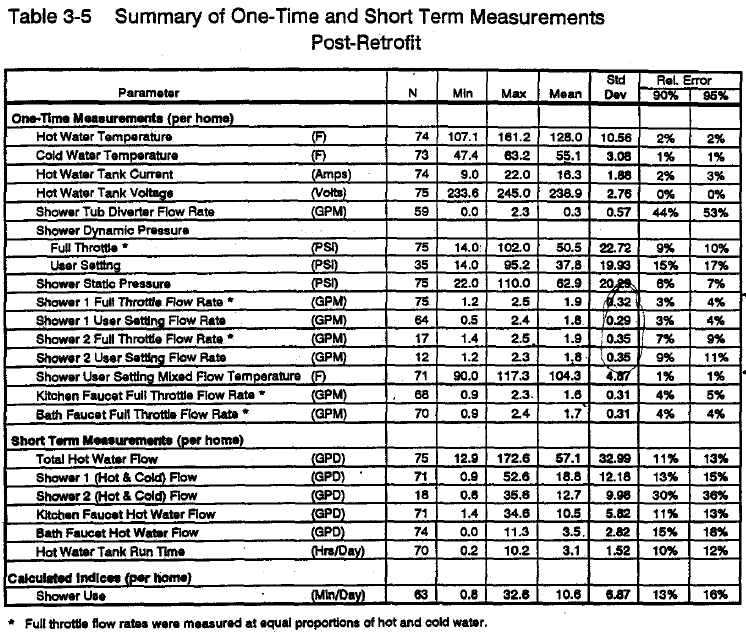 Table 3-5 Summary of One-Time and Short Term Measurements
Post-Retrofit
Parameter N Min Max Mean Std Dev Rel. Error 90% 95%
One-Time Measurements (per home)
Hot Water Temperature (F) 74 107.1 161.2 128.0 10.56 2% 2%
Cold Water Temperature (F) 73 47.4 63.2 55.1 3.08 1% 1%
Hot Water Tank Current (Amps) 74 9.0 22.0 16.3 1.88 2% 3%
Hot Water Tank Voltage (Volts) 75 233.6 245.0 238.9 2.76 0% 0%
Shower Tub Diverter Flow Rate (GPM) 59 0.0 2.3 0.3 0.57 44% 53%
Shower Dynamic Pressure
Full Throttle * (PSI) 75 14.0 102.0 50.5 22.72 9% 10%
User Setting (PSI) 35 14.0 95.2 37.8 19.93 15% 17%
Shower Static Pressure (PSI) 75 22.0 110.0 62.9 20.29 6% 7%
Shower 1 Full Throttle Flow Rate * (GPM) 75 1.2 2.5 1.9 0.32 3% 4%
Shower 1 User Setting Flow Rate (GPM) 64 0.5 2.4 1.8 0.29 3% 4%
Shower 2 Full Throttle Flow Rate * (GPM) 17 1.4 2.5 1.9 0.35 7% 9%
Shower 2 User Setting Flow Rate (GPM) 12 1.2 2.3 1.8 0.35 9% 11%
Shower User Setting Mixed Flow Temperature (F) 71 90.0 117.3 104.3 4.87 1% 1%
Kitchen Faucet Full Throttle Flow Rate * (GPM) 68 0.9 2.3 1.6 0.31 4% 5%
Bath Faucet Full Throttle Flow Rate * (GPM) 70 0.9 2.4 1.7 0.31 4% 4%
Short Term Measurements (per home)
Total Hot Water Flow (GPD) 75 12.9 172.6 57.1 32.99 11% 13%
Shower 1 (Hot & Cold) Flow (GPD) 71 0.9 52.6 18.8 12.18 13% 15%
Shower 2 (Hot & Cold) Flow (GPD) 18 0.6 35.6 12.7 9.98 30% 36%
Kitchen Faucet Hot Water Flow (GPD) 71 1.4 34.6 10.5 5.82 11% 13%
Bath Faucet Hot Water Flow (GPD) 74 0.0 11.3 3.5 2.82 15% 18%
Hot Water Tank Run Time (Hrs/Day) 70 0.2 10.2 3.1 1.52 10% 12%
Calculated Indices (per home)
Shower Use (Min/Day) 63 0.8 32.6 10.6 6.87 13% 16%
* Full throttle flow rates were measured at equal proportions of hot and cold water.